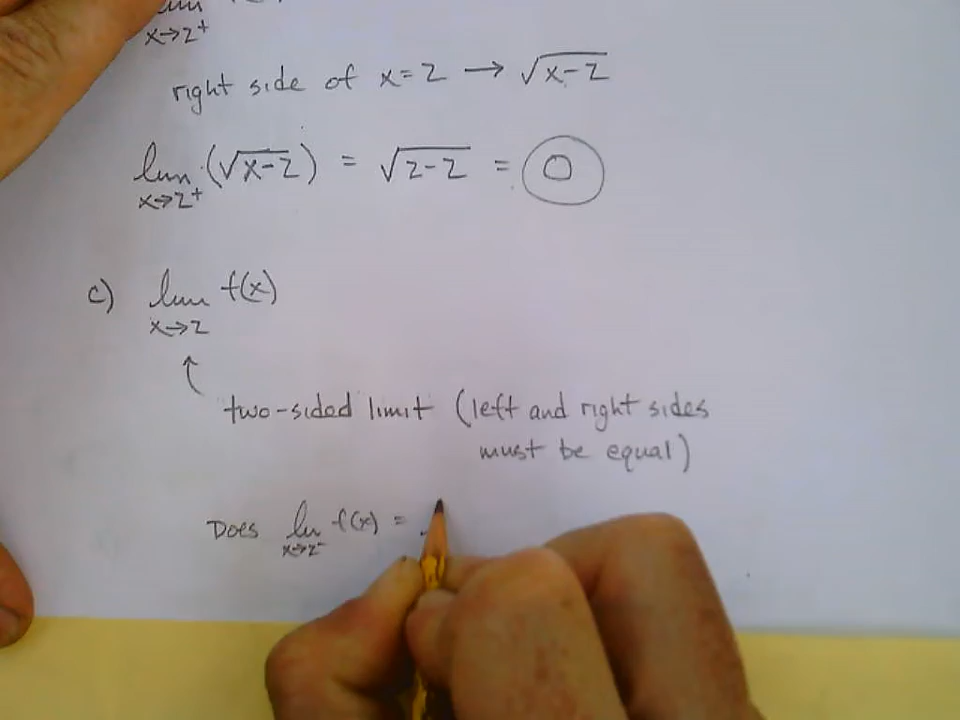 lim
x→2⁺
right side of x=2 → √x-2
lim (√x-2) = √2-2 = 0
x→2⁺
c) lim f(x)
x→2
two-sided limit (left and right sides
must be equal)
Does lim f(x) =
x→2⁻